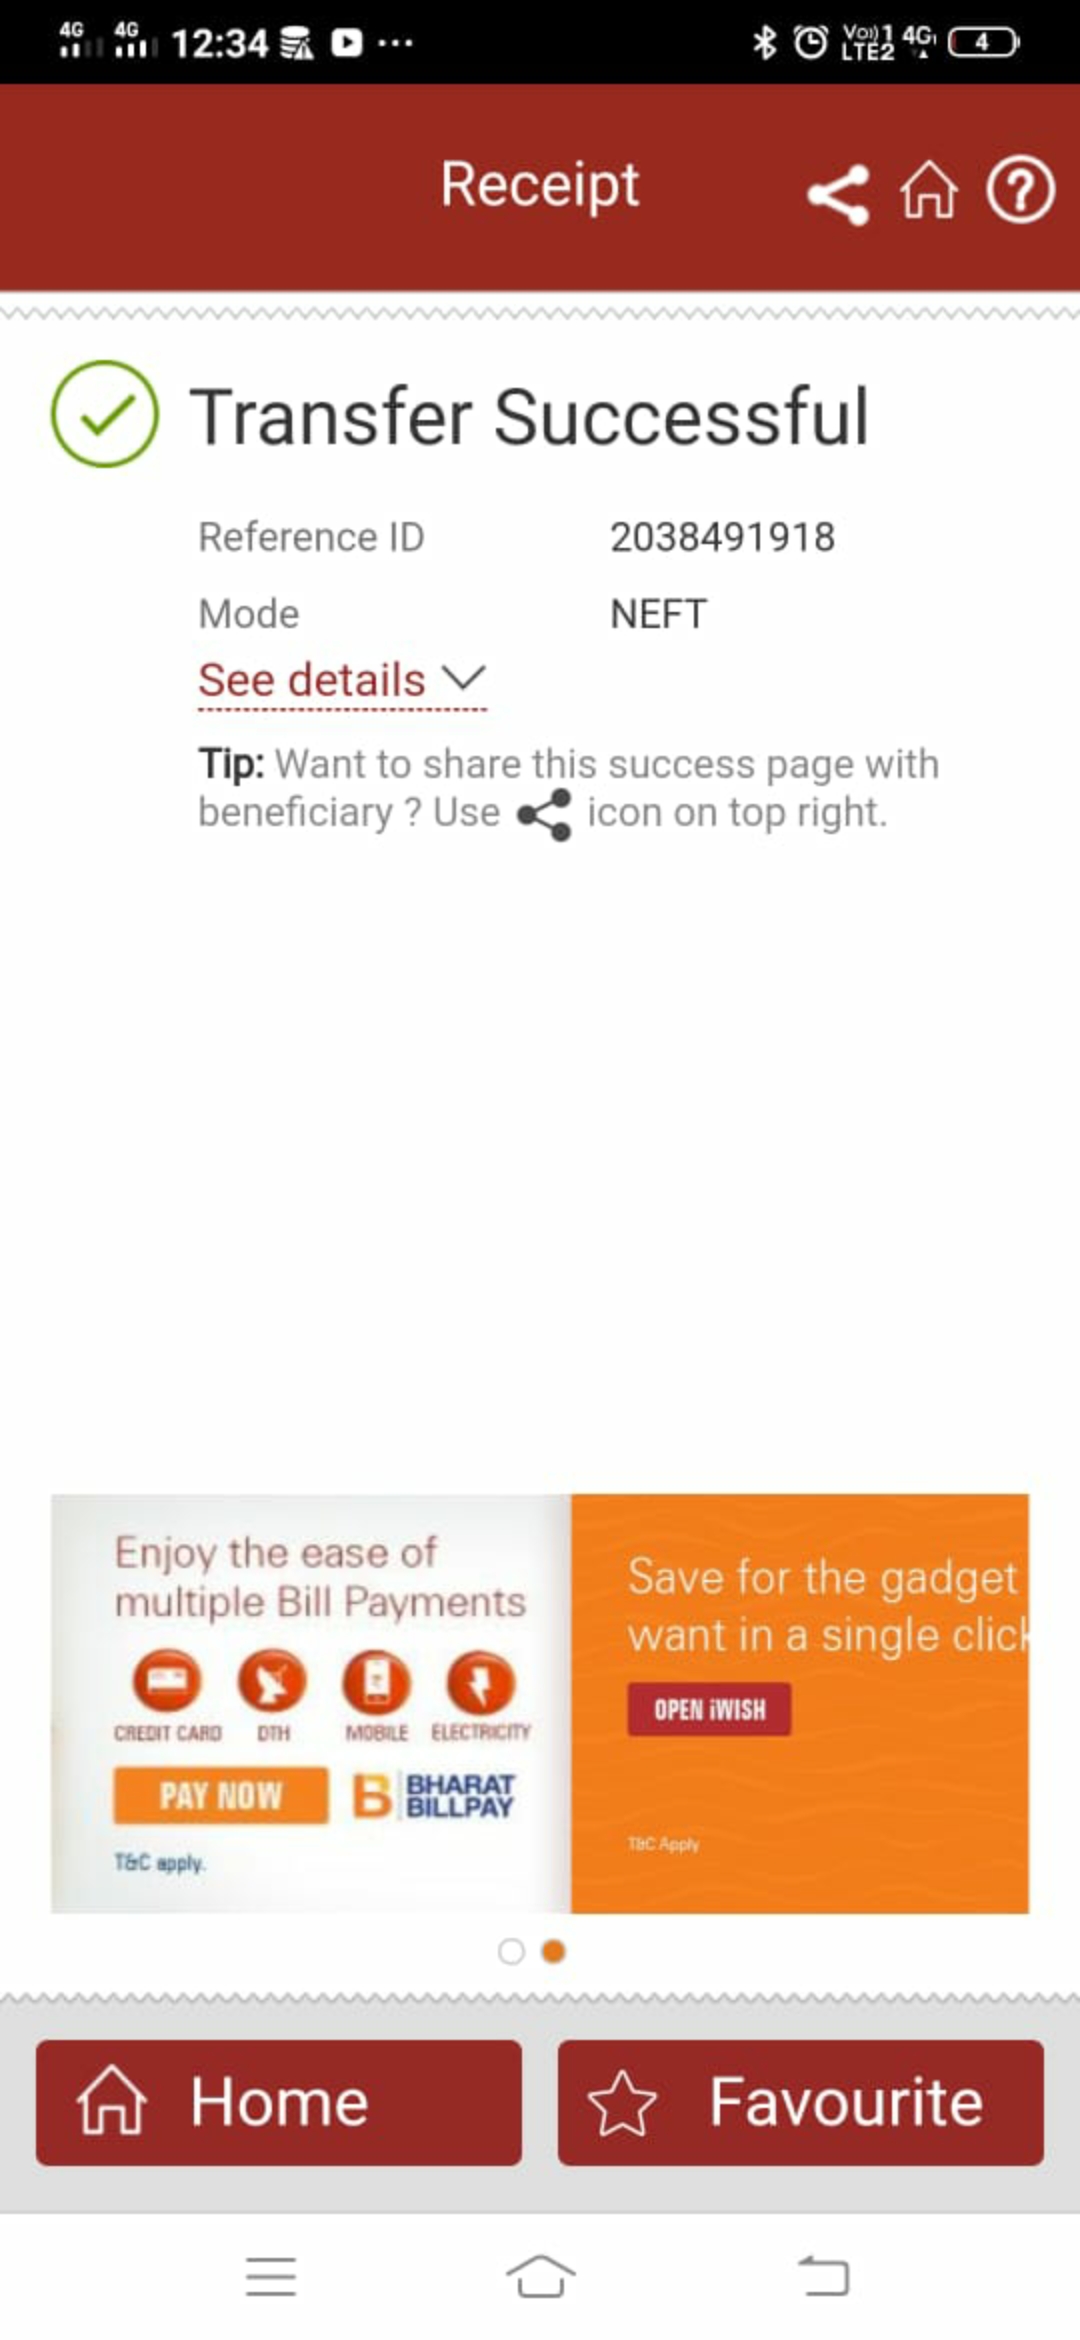 4G 4G 12:34 ... Vo)) 1 LTE2 4G 4
Receipt
Transfer Successful
Reference ID 2038491918
Mode NEFT
See details
Tip: Want to share this success page with
beneficiary ? Use icon on top right.
Enjoy the ease of
multiple Bill Payments
CREDIT CARD DTH MOBILE ELECTRICITY
PAY NOW B BHARAT
BILLPAY
T&C apply.
Save for the gadget
want in a single click
OPEN iWISH
T&C Apply
Home Favourite